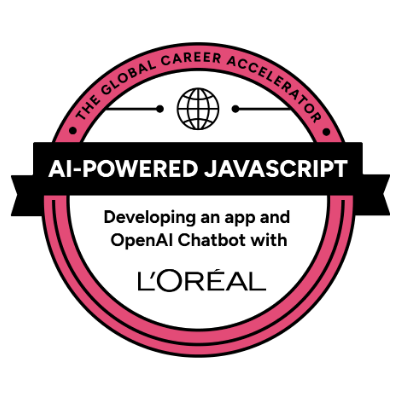 THE GLOBAL CAREER ACCELERATOR
AI-POWERED JAVASCRIPT
Developing an app and
OpenAI Chatbot with
L'ORÉAL